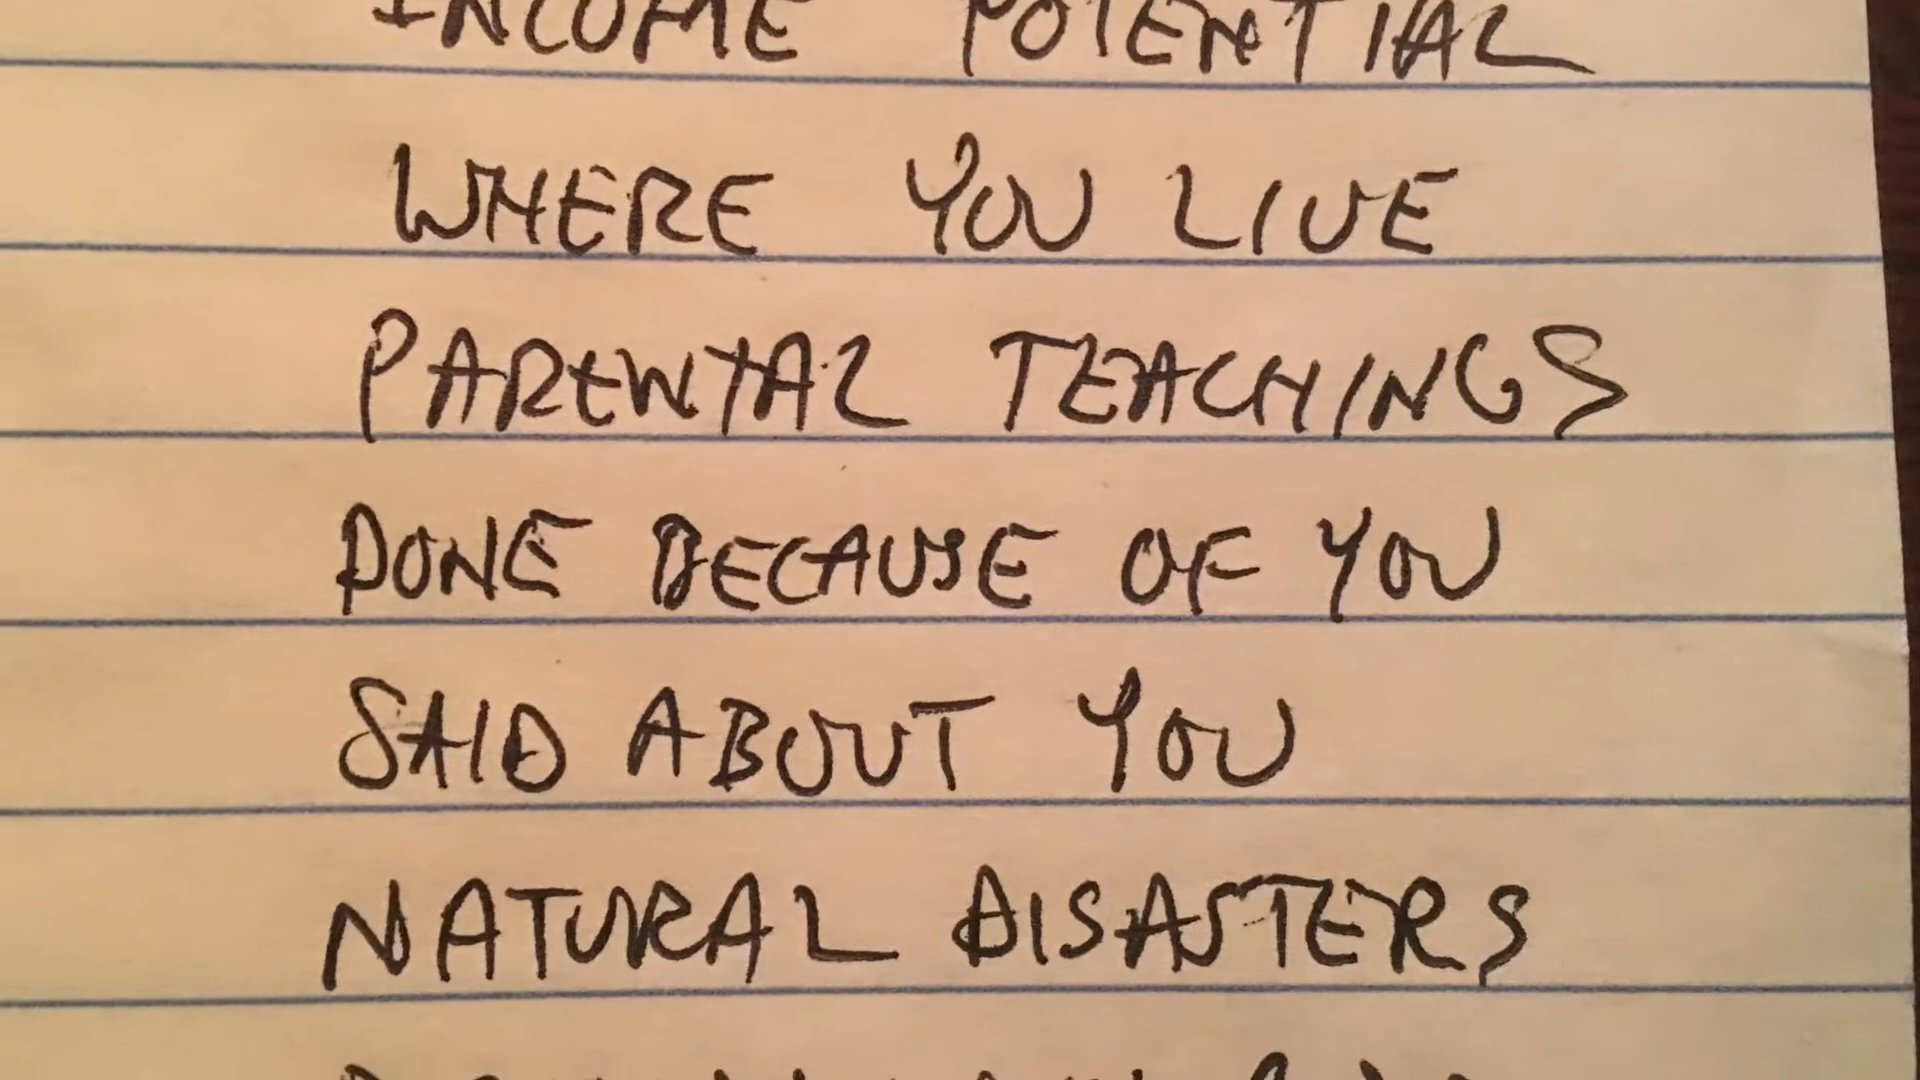 INCOME POTENTIAL
WHERE YOU LIVE
PARENTAL TEACHINGS
DONE BECAUSE OF YOU
SAID ABOUT YOU
NATURAL DISASTERS